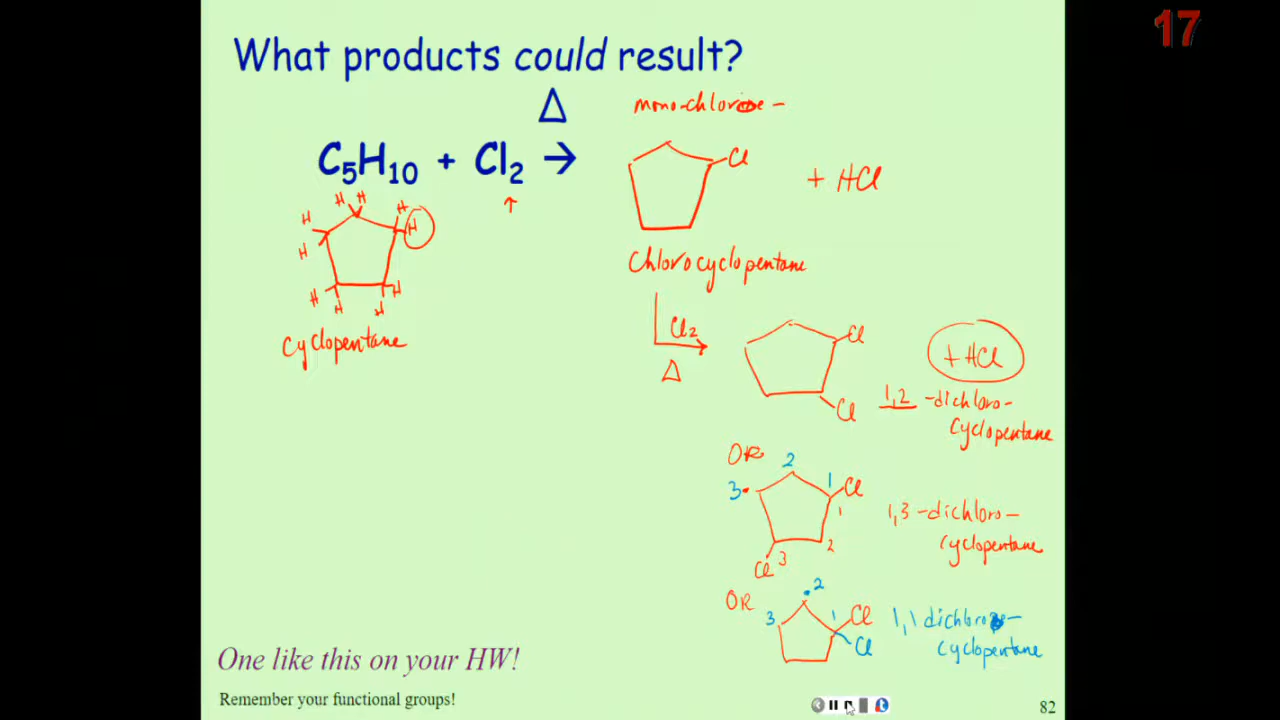 17
What products could result?
Δ
mono-chloro-
C5H10 + Cl2 →
Cl
+ HCl
↑
H H H H
H
H
H H
H H
Cyclopentane
Chlorocyclopentane
Cl2
Δ
Cl
Cl
+ HCl
1,2 -dichloro-
cyclopentane
OR
2
3
1
Cl
1
2
3
Cl
1,3 -dichloro-
cyclopentane
OR
2
3
1
Cl
Cl
1,1 dichloro-
cyclopentane
One like this on your HW!
Remember your functional groups!
82